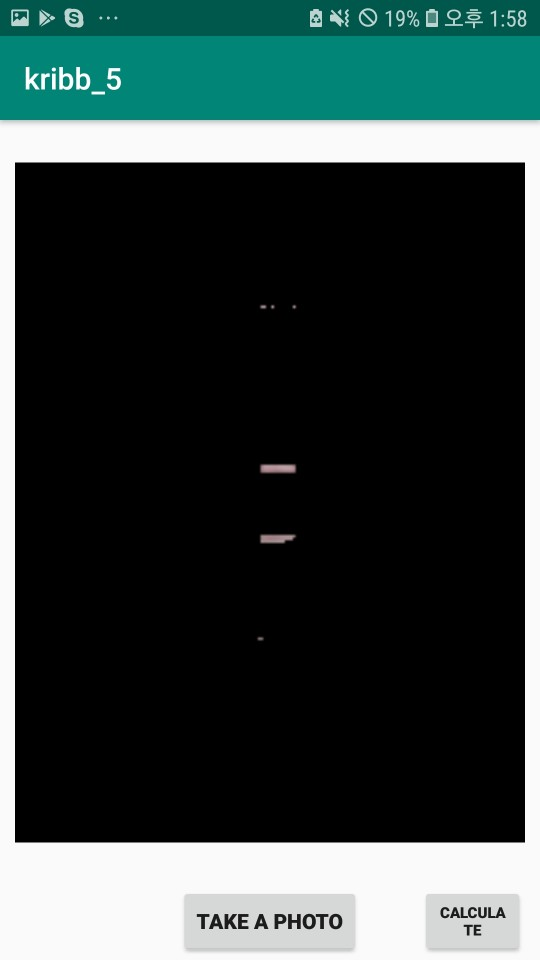 19% 오후 1:58
kribb_5
TAKE A PHOTO
CALCULA
TE